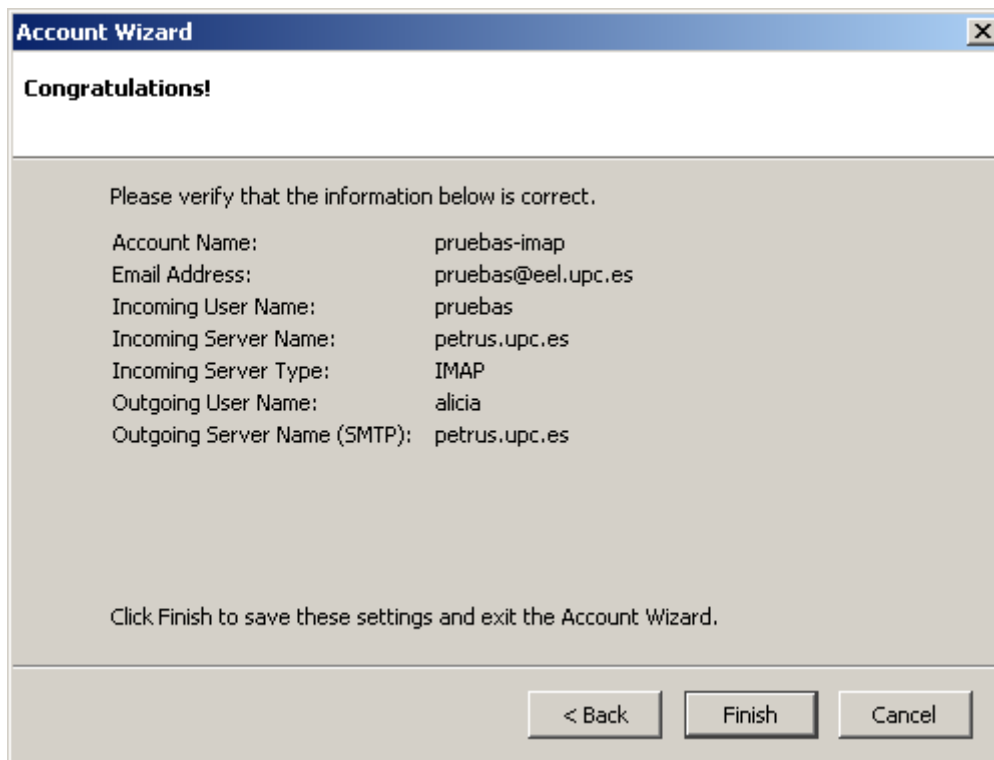 Account Wizard
Congratulations!
Please verify that the information below is correct.
Account Name: pruebas-imap
Email Address: pruebas@eel.upc.es
Incoming User Name: pruebas
Incoming Server Name: petrus.upc.es
Incoming Server Type: IMAP
Outgoing User Name: alicia
Outgoing Server Name (SMTP): petrus.upc.es
Click Finish to save these settings and exit the Account Wizard.
< Back Finish Cancel